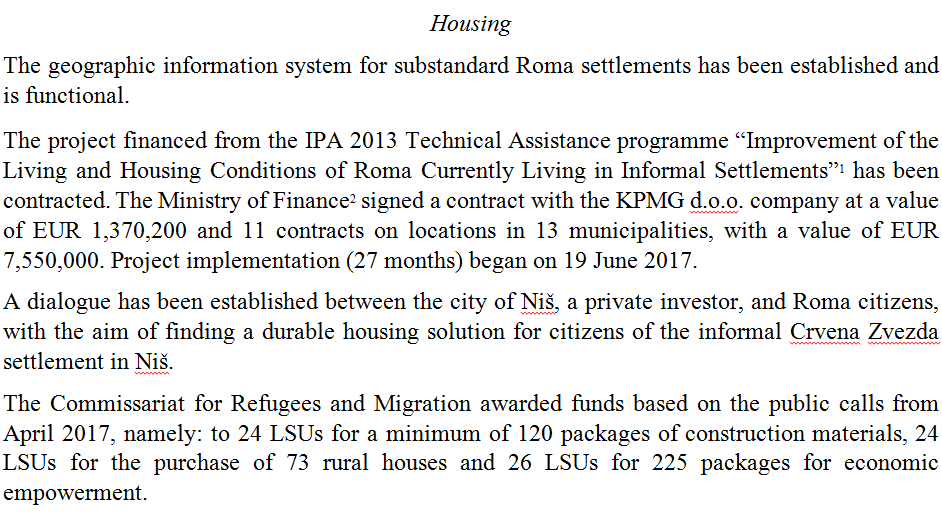 Housing
The geographic information system for substandard Roma settlements has been established and
is functional.
The project financed from the IPA 2013 Technical Assistance programme “Improvement of the
Living and Housing Conditions of Roma Currently Living in Informal Settlements”¹ has been
contracted. The Ministry of Finance² signed a contract with the KPMG d.o.o. company at a value
of EUR 1,370,200 and 11 contracts on locations in 13 municipalities, with a value of EUR
7,550,000. Project implementation (27 months) began on 19 June 2017.
A dialogue has been established between the city of Niš, a private investor, and Roma citizens,
with the aim of finding a durable housing solution for citizens of the informal Crvena Zvezda
settlement in Niš.
The Commissariat for Refugees and Migration awarded funds based on the public calls from
April 2017, namely: to 24 LSUs for a minimum of 120 packages of construction materials, 24
LSUs for the purchase of 73 rural houses and 26 LSUs for 225 packages for economic
empowerment.